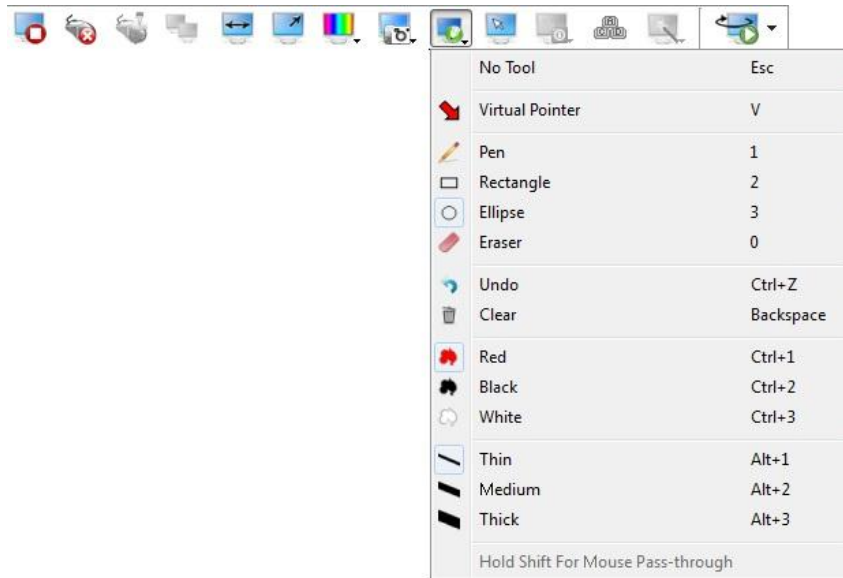 No Tool Esc
Virtual Pointer V
Pen 1
Rectangle 2
Ellipse 3
Eraser 0
Undo Ctrl+Z
Clear Backspace
Red Ctrl+1
Black Ctrl+2
White Ctrl+3
Thin Alt+1
Medium Alt+2
Thick Alt+3
Hold Shift For Mouse Pass-through